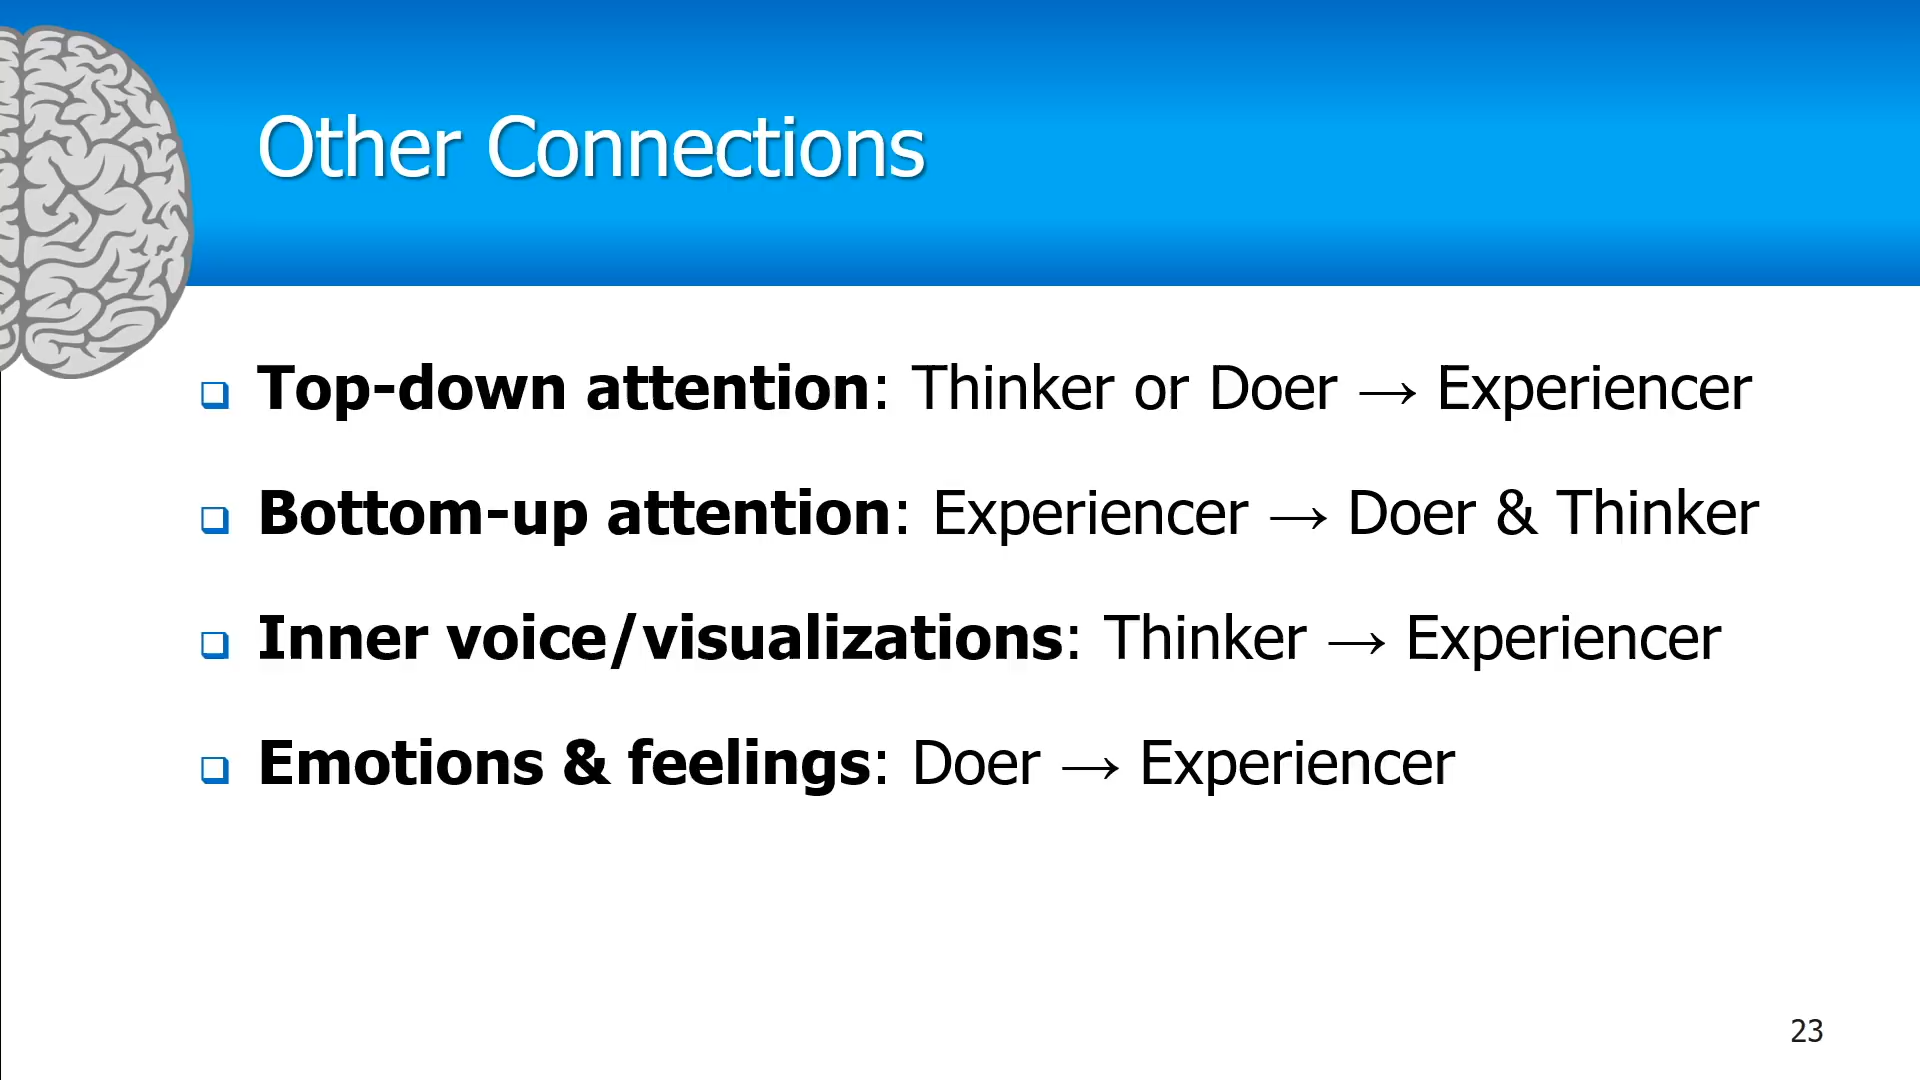 Other Connections
Top-down attention: Thinker or Doer → Experiencer
Bottom-up attention: Experiencer → Doer & Thinker
Inner voice/visualizations: Thinker → Experiencer
Emotions & feelings: Doer → Experiencer
23